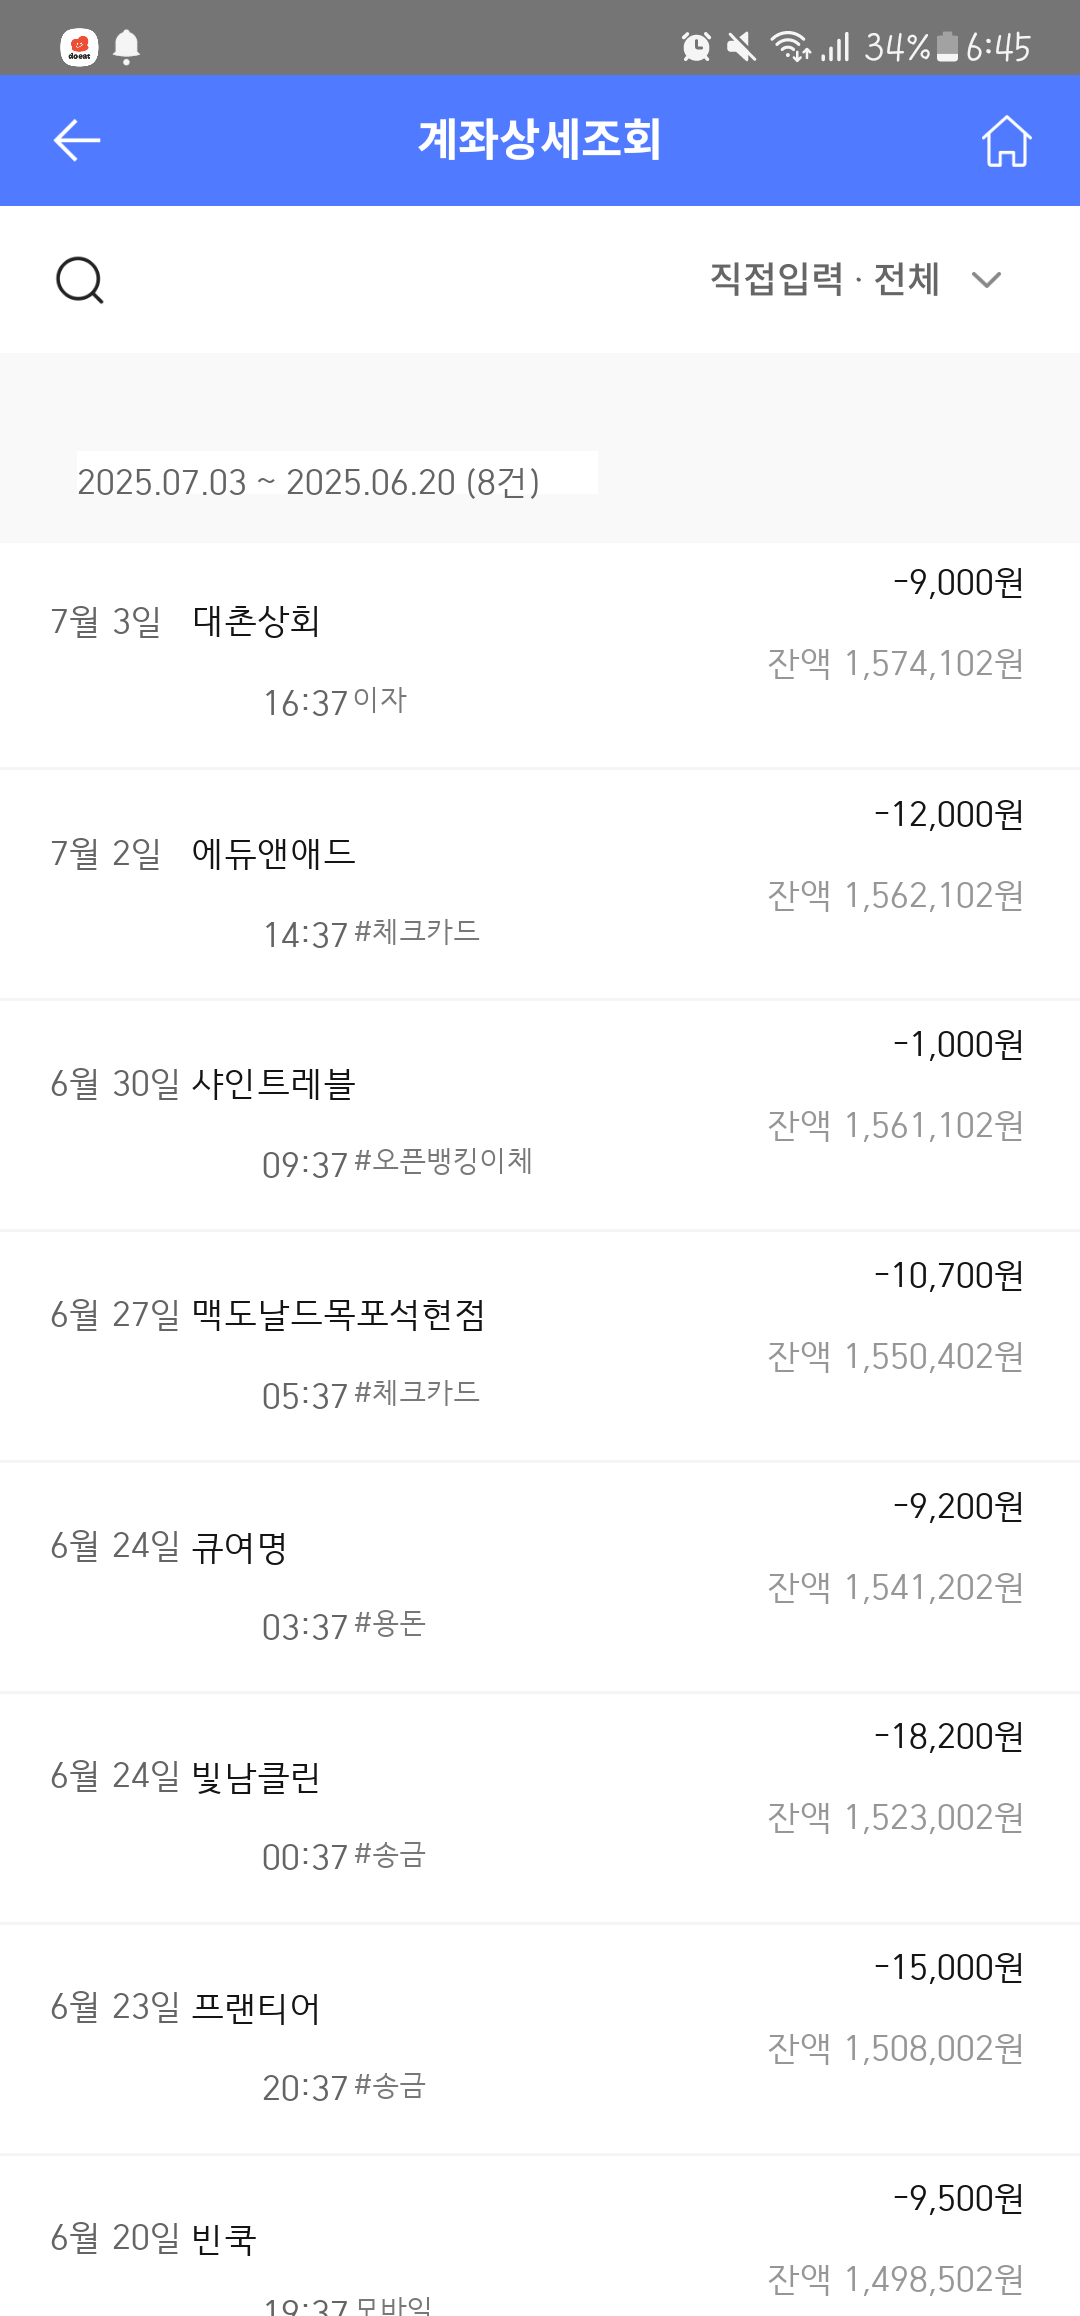 doeat
34% 6:45
계좌상세조회
직접입력 · 전체
2025.07.03 ~ 2025.06.20 (8건)
-9,000원
7월 3일 대촌상회
잔액 1,574,102원
16:37 이자
-12,000원
7월 2일 에듀앤애드
잔액 1,562,102원
14:37 #체크카드
-1,000원
6월 30일 샤인트레블
잔액 1,561,102원
09:37 #오픈뱅킹이체
-10,700원
6월 27일 맥도날드목포석현점
잔액 1,550,402원
05:37 #체크카드
-9,200원
6월 24일 큐여명
잔액 1,541,202원
03:37 #용돈
-18,200원
6월 24일 빛남클린
잔액 1,523,002원
00:37 #송금
-15,000원
6월 23일 프랜티어
잔액 1,508,002원
20:37 #송금
-9,500원
6월 20일 빈쿡
잔액 1,498,502원
19:37 모바일